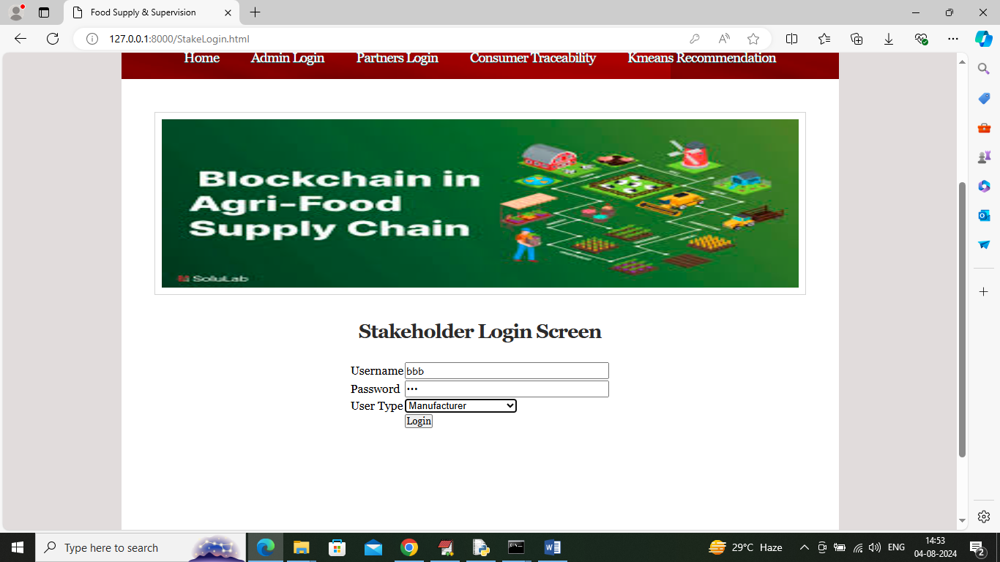 Food Supply & Supervision
127.0.0.1:8000/StakeLogin.html
Home Admin Login Partners Login Consumer Traceability Kmeans Recommendation
Blockchain in
Agri-Food
Supply Chain
SoluLab
Stakeholder Login Screen
Username bbb
Password •••
User Type Manufacturer
Login
Type here to search
29°C Haze
ENG
14:53
04-08-2024
2